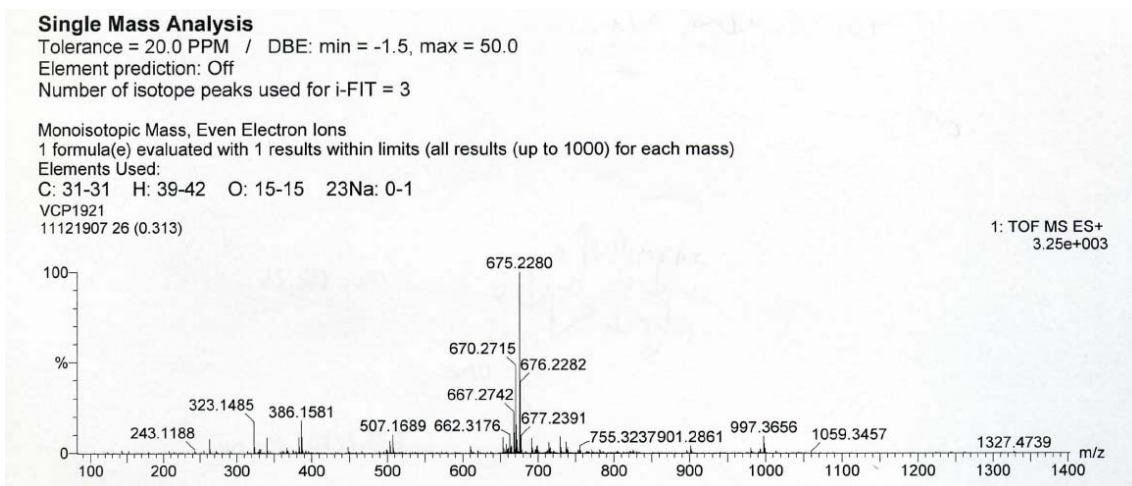 Single Mass Analysis
Tolerance = 20.0 PPM / DBE: min = -1.5, max = 50.0
Element prediction: Off
Number of isotope peaks used for i-FIT = 3
Monoisotopic Mass, Even Electron Ions
1 formula(e) evaluated with 1 results within limits (all results (up to 1000) for each mass)
Elements Used:
C: 31-31 H: 39-42 O: 15-15 23Na: 0-1
VCP1921
11121907 26 (0.313)
1: TOF MS ES+
3.25e+003
100
675.2280
%
670.2715
676.2282
667.2742
323.1485
386.1581
677.2391
243.1188
507.1689
662.3176
755.3237
901.2861
997.3656
1059.3457
1327.4739
0
m/z
100 200 300 400 500 600 700 800 900 1000 1100 1200 1300 1400